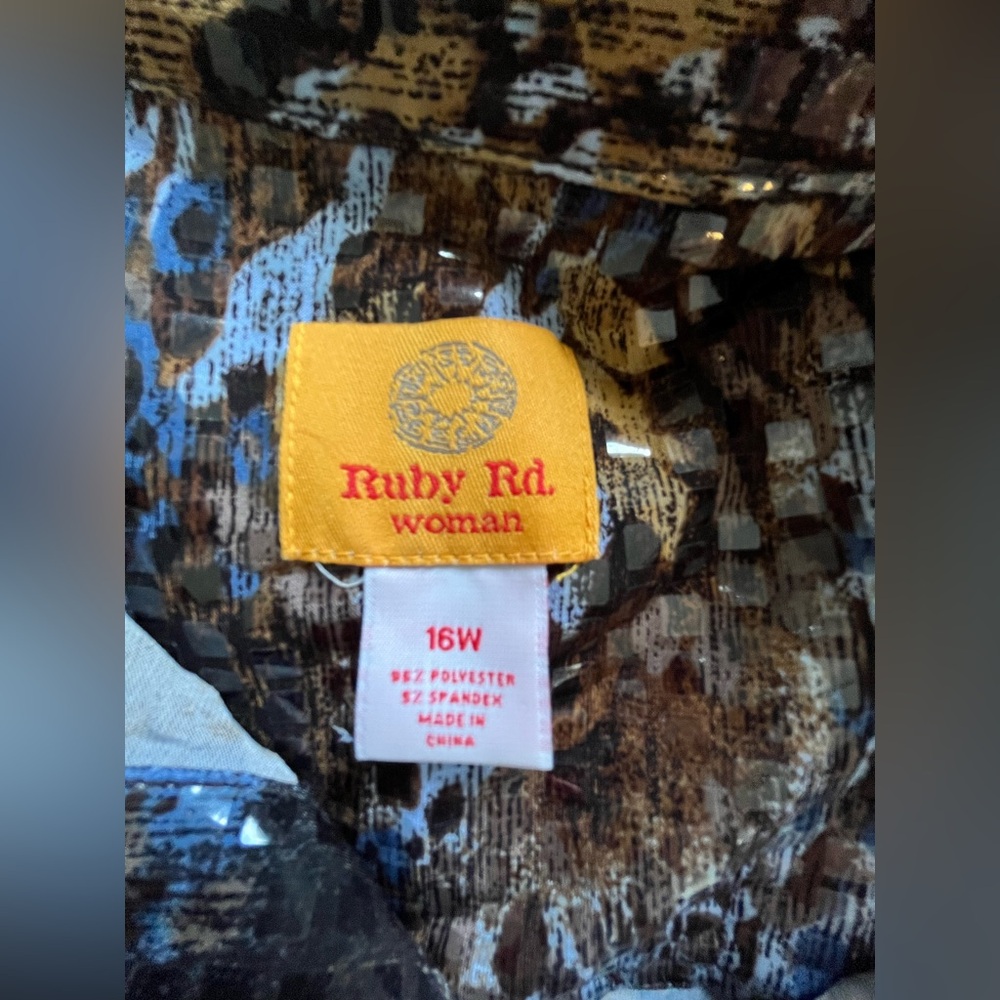 Ruby Rd.
woman
16W
95% POLYESTER
5% SPANDEX
MADE IN
CHINA